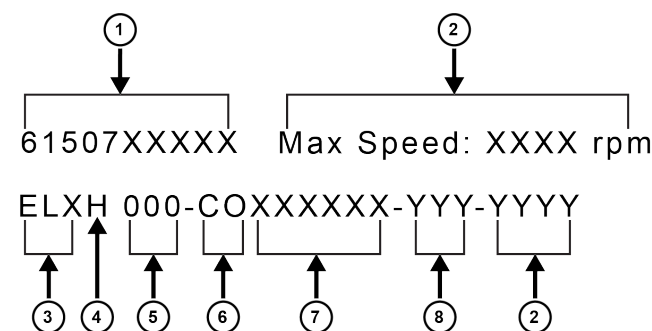 1 2
61507XXXXX Max Speed: XXXX rpm
ELXH 000-COXXXXXX-YYY-YYYY
3 4 5 6 7 8 2